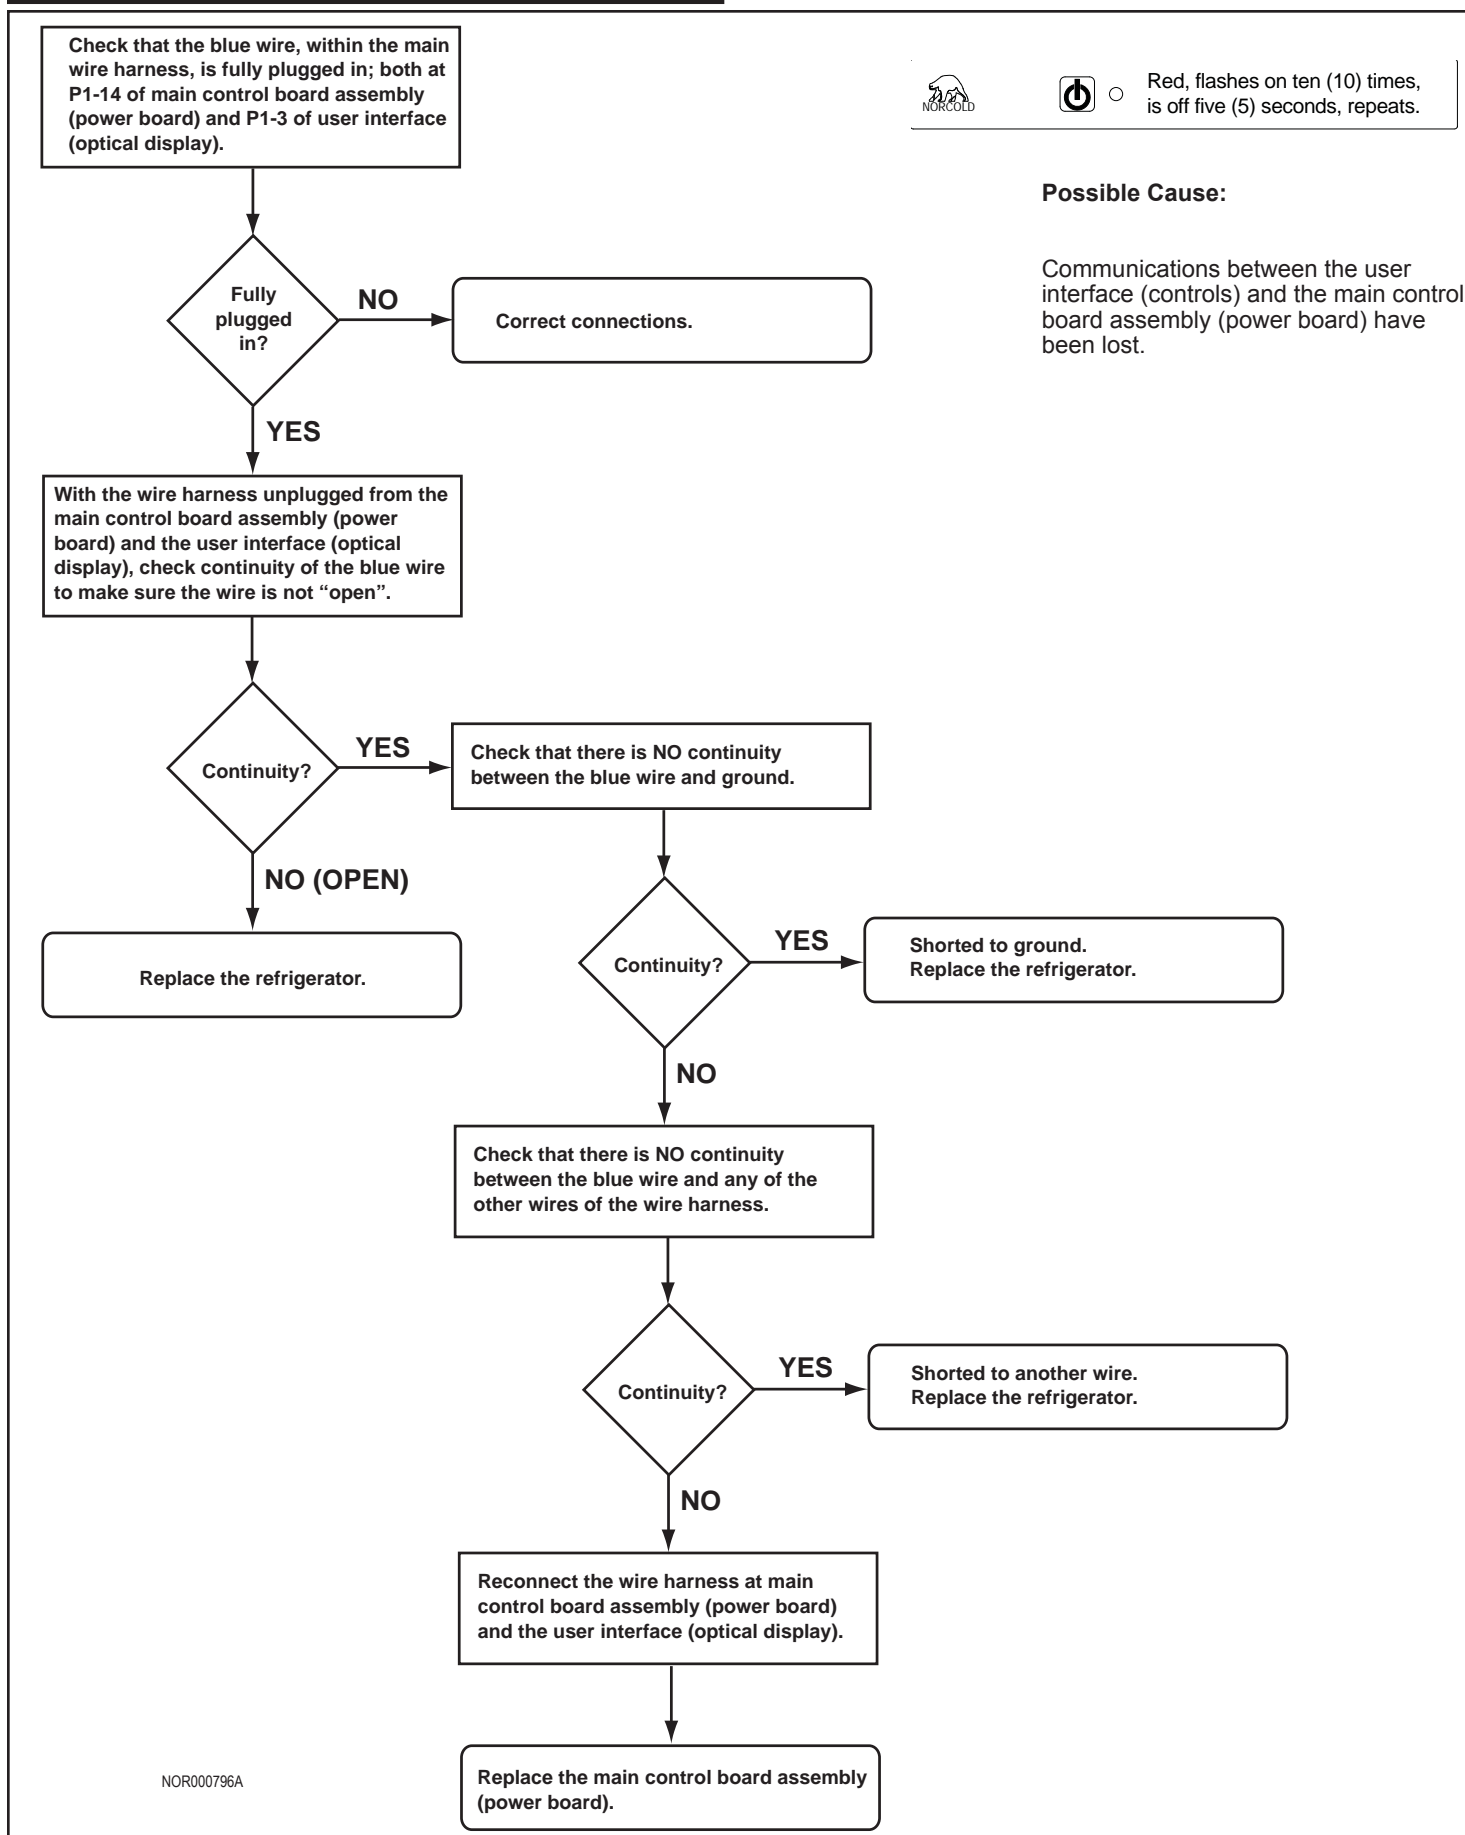 Check that the blue wire, within the main
wire harness, is fully plugged in; both at
P1-14 of main control board assembly
(power board) and P1-3 of user interface
(optical display).
NORCOLD
Red, flashes on ten (10) times,
is off five (5) seconds, repeats.
Possible Cause:
Communications between the user
interface (controls) and the main control
board assembly (power board) have
been lost.
Fully
plugged
in?
NO
Correct connections.
YES
With the wire harness unplugged from the
main control board assembly (power
board) and the user interface (optical
display), check continuity of the blue wire
to make sure the wire is not “open”.
Continuity?
YES
Check that there is NO continuity
between the blue wire and ground.
NO (OPEN)
Replace the refrigerator.
Continuity?
YES
Shorted to ground.
Replace the refrigerator.
NO
Check that there is NO continuity
between the blue wire and any of the
other wires of the wire harness.
Continuity?
YES
Shorted to another wire.
Replace the refrigerator.
NO
Reconnect the wire harness at main
control board assembly (power board)
and the user interface (optical display).
Replace the main control board assembly
(power board).
NOR000796A